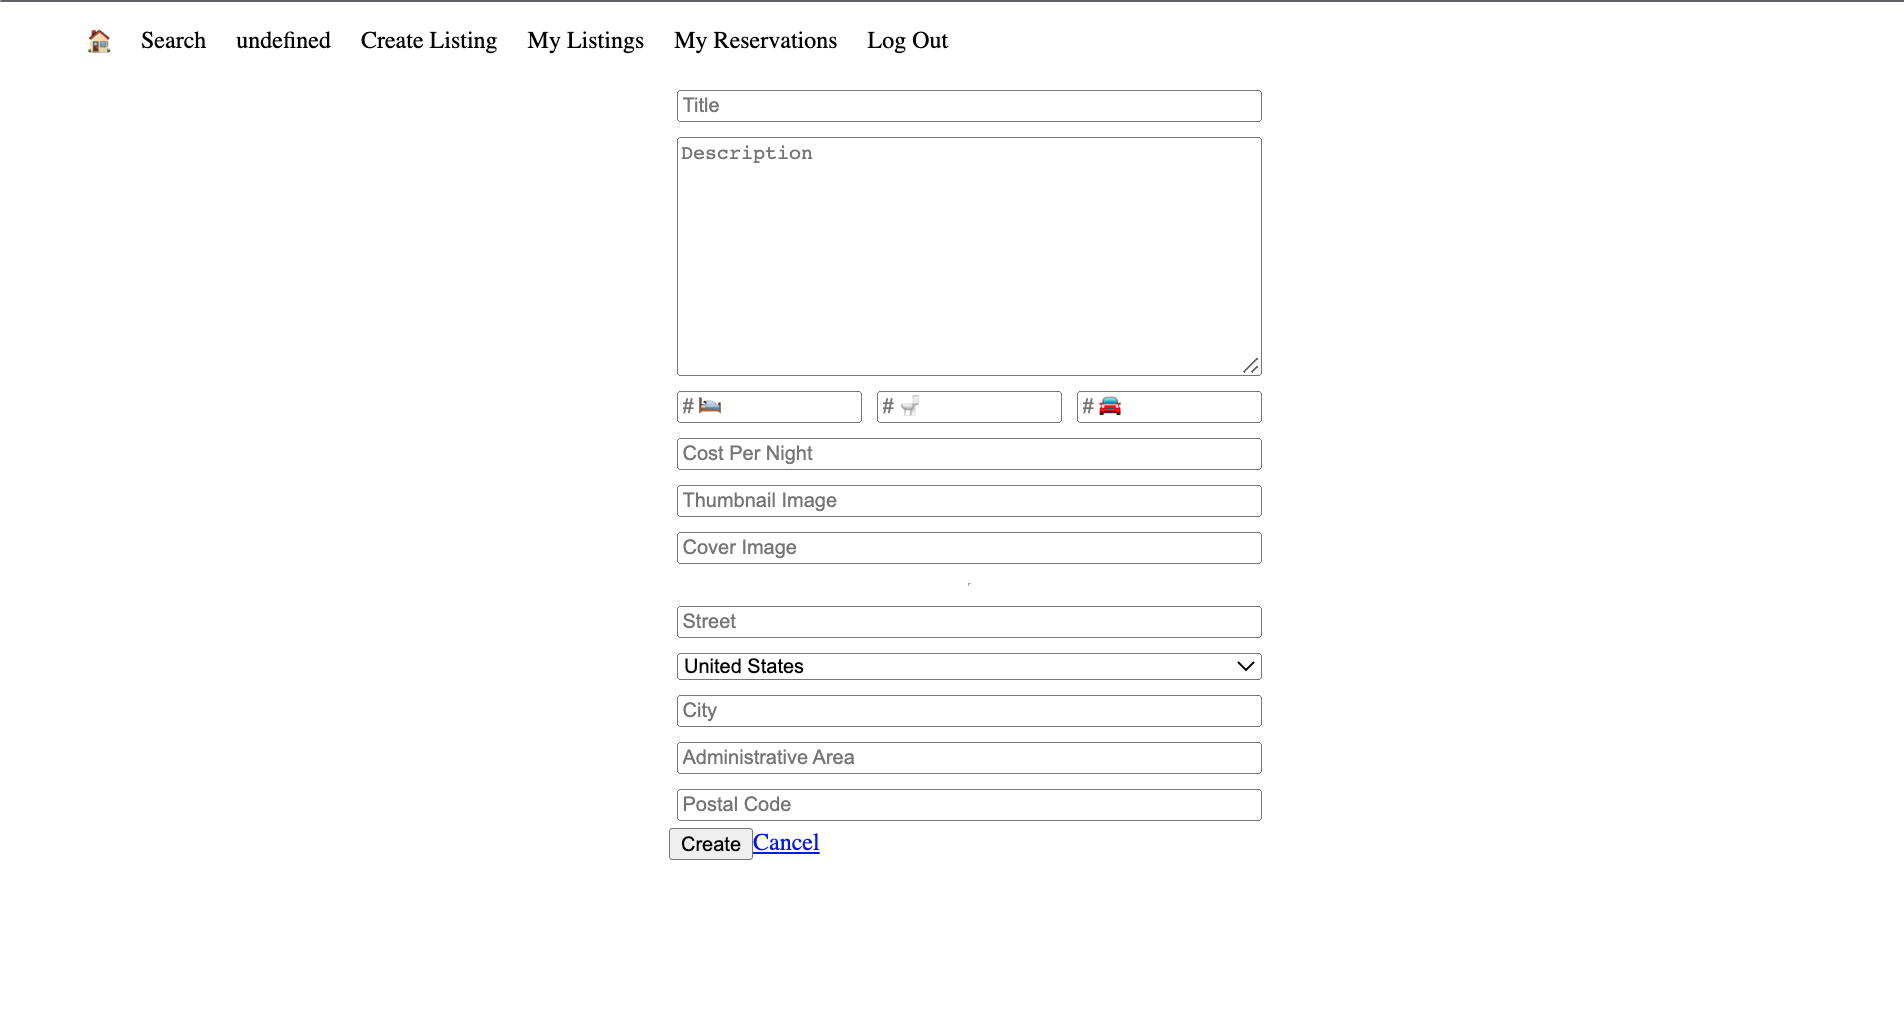 🏠 Search undefined Create Listing My Listings My Reservations Log Out
Title
Description
# 🛏️ # 🚽 # 🚘
Cost Per Night
Thumbnail Image
Cover Image
Street
United States
City
Administrative Area
Postal Code
Create Cancel